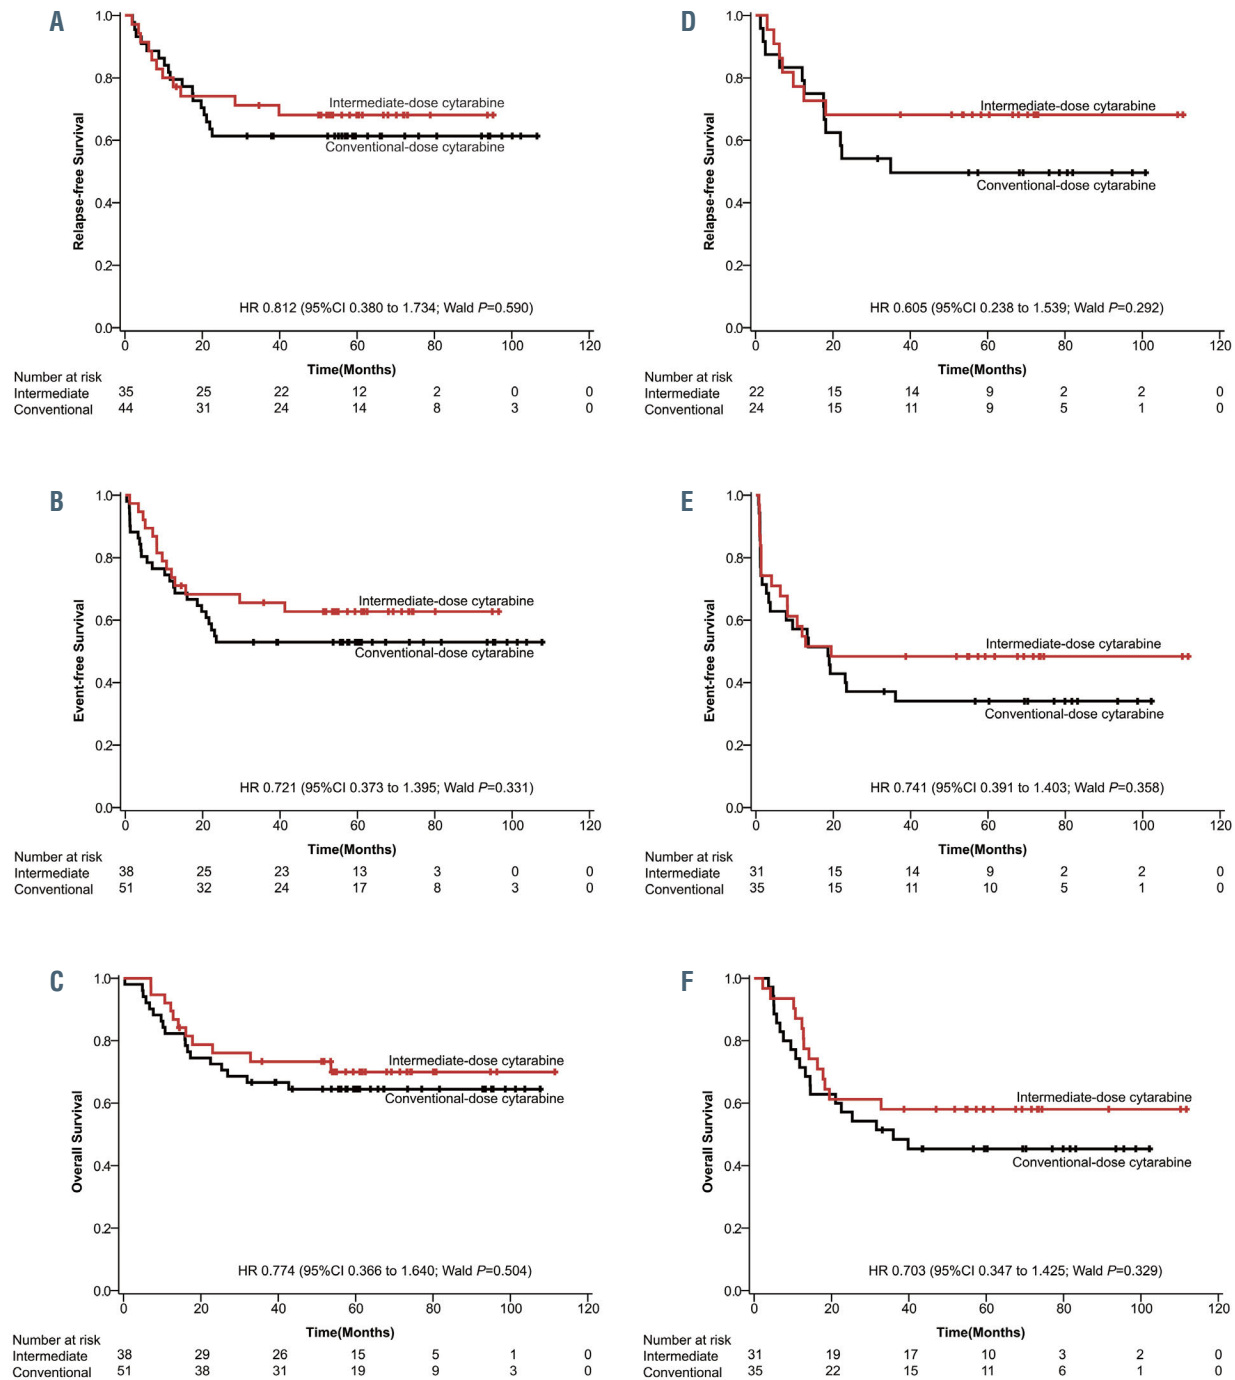 A
Relapse-free Survival
1.0
0.8
0.6
0.4
0.2
0.0
Intermediate-dose cytarabine
Conventional-dose cytarabine
HR 0.812 (95%CI 0.380 to 1.734; Wald P=0.590)
0 20 40 60 80 100 120
Time(Months)
Number at risk
Intermediate 35 25 22 12 2 0 0
Conventional 44 31 24 14 8 3 0
D
Relapse-free Survival
1.0
0.8
0.6
0.4
0.2
0.0
Intermediate-dose cytarabine
Conventional-dose cytarabine
HR 0.605 (95%CI 0.238 to 1.539; Wald P=0.292)
0 20 40 60 80 100 120
Time(Months)
Number at risk
Intermediate 22 15 14 9 2 2 0
Conventional 24 15 11 9 5 1 0
B
Event-free Survival
1.0
0.8
0.6
0.4
0.2
0.0
Intermediate-dose cytarabine
Conventional-dose cytarabine
HR 0.721 (95%CI 0.373 to 1.395; Wald P=0.331)
0 20 40 60 80 100 120
Time(Months)
Number at risk
Intermediate 38 25 23 13 3 0 0
Conventional 51 32 24 17 8 3 0
E
Event-free Survival
1.0
0.8
0.6
0.4
0.2
0.0
Intermediate-dose cytarabine
Conventional-dose cytarabine
HR 0.741 (95%CI 0.391 to 1.403; Wald P=0.358)
0 20 40 60 80 100 120
Time(Months)
Number at risk
Intermediate 31 15 14 9 2 2 0
Conventional 35 15 11 10 5 1 0
C
Overall Survival
1.0
0.8
0.6
0.4
0.2
0.0
Intermediate-dose cytarabine
Conventional-dose cytarabine
HR 0.774 (95%CI 0.366 to 1.640; Wald P=0.504)
0 20 40 60 80 100 120
Time(Months)
Number at risk
Intermediate 38 29 26 15 5 1 0
Conventional 51 38 31 19 9 3 0
F
Overall Survival
1.0
0.8
0.6
0.4
0.2
0.0
Intermediate-dose cytarabine
Conventional-dose cytarabine
HR 0.703 (95%CI 0.347 to 1.425; Wald P=0.329)
0 20 40 60 80 100 120
Time(Months)
Number at risk
Intermediate 31 19 17 10 3 2 0
Conventional 35 22 15 11 6 1 0